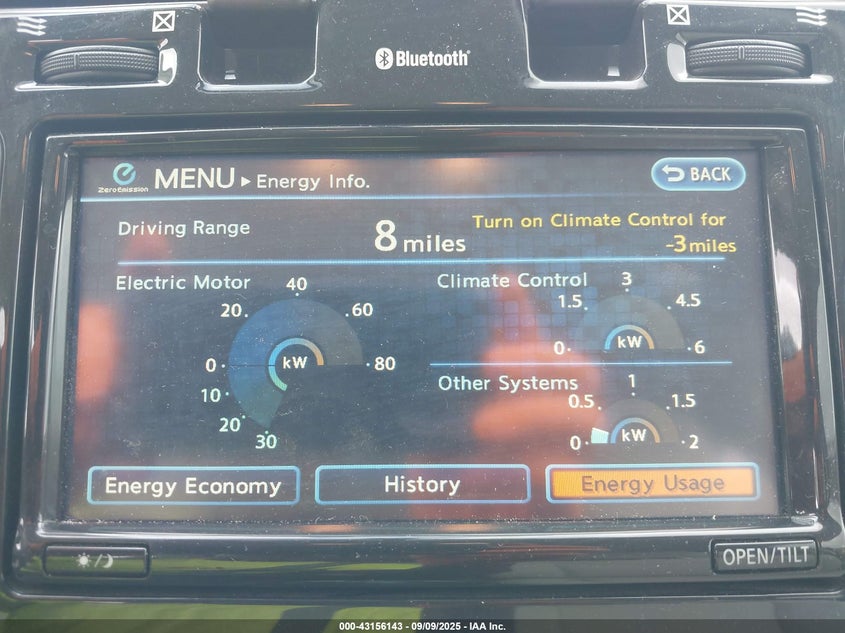 Bluetooth
Zero Emission
MENU ▸ Energy Info.
BACK
Driving Range
8 miles
Turn on Climate Control for
-3 miles
Electric Motor
40
20
60
0
kW
80
10
20
30
Climate Control
3
1.5
4.5
0
kW
6
Other Systems
1
0.5
1.5
0
kW
2
Energy Economy
History
Energy Usage
OPEN/TILT
000-43156143 - 09/09/2025 - IAA Inc.